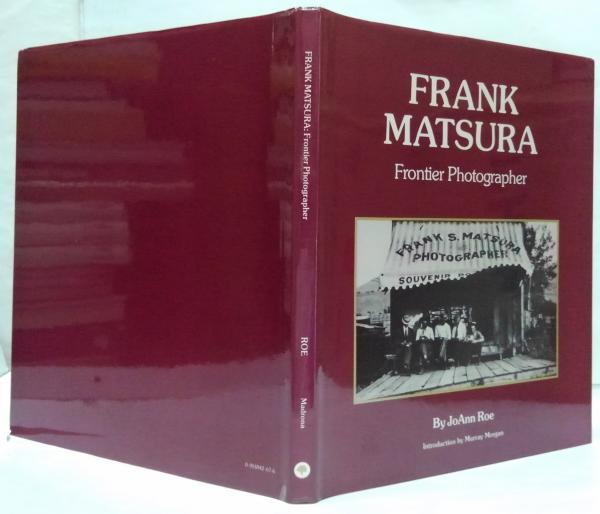 FRANK
MATSURA
Frontier Photographer
FRANK S. MATSURA
PHOTOGRAPHER
SOUVENIR
By JoAnn Roe
Introduction by Murray Morgan
FRANK MATSURA: Frontier Photographer
ROE
Madrona